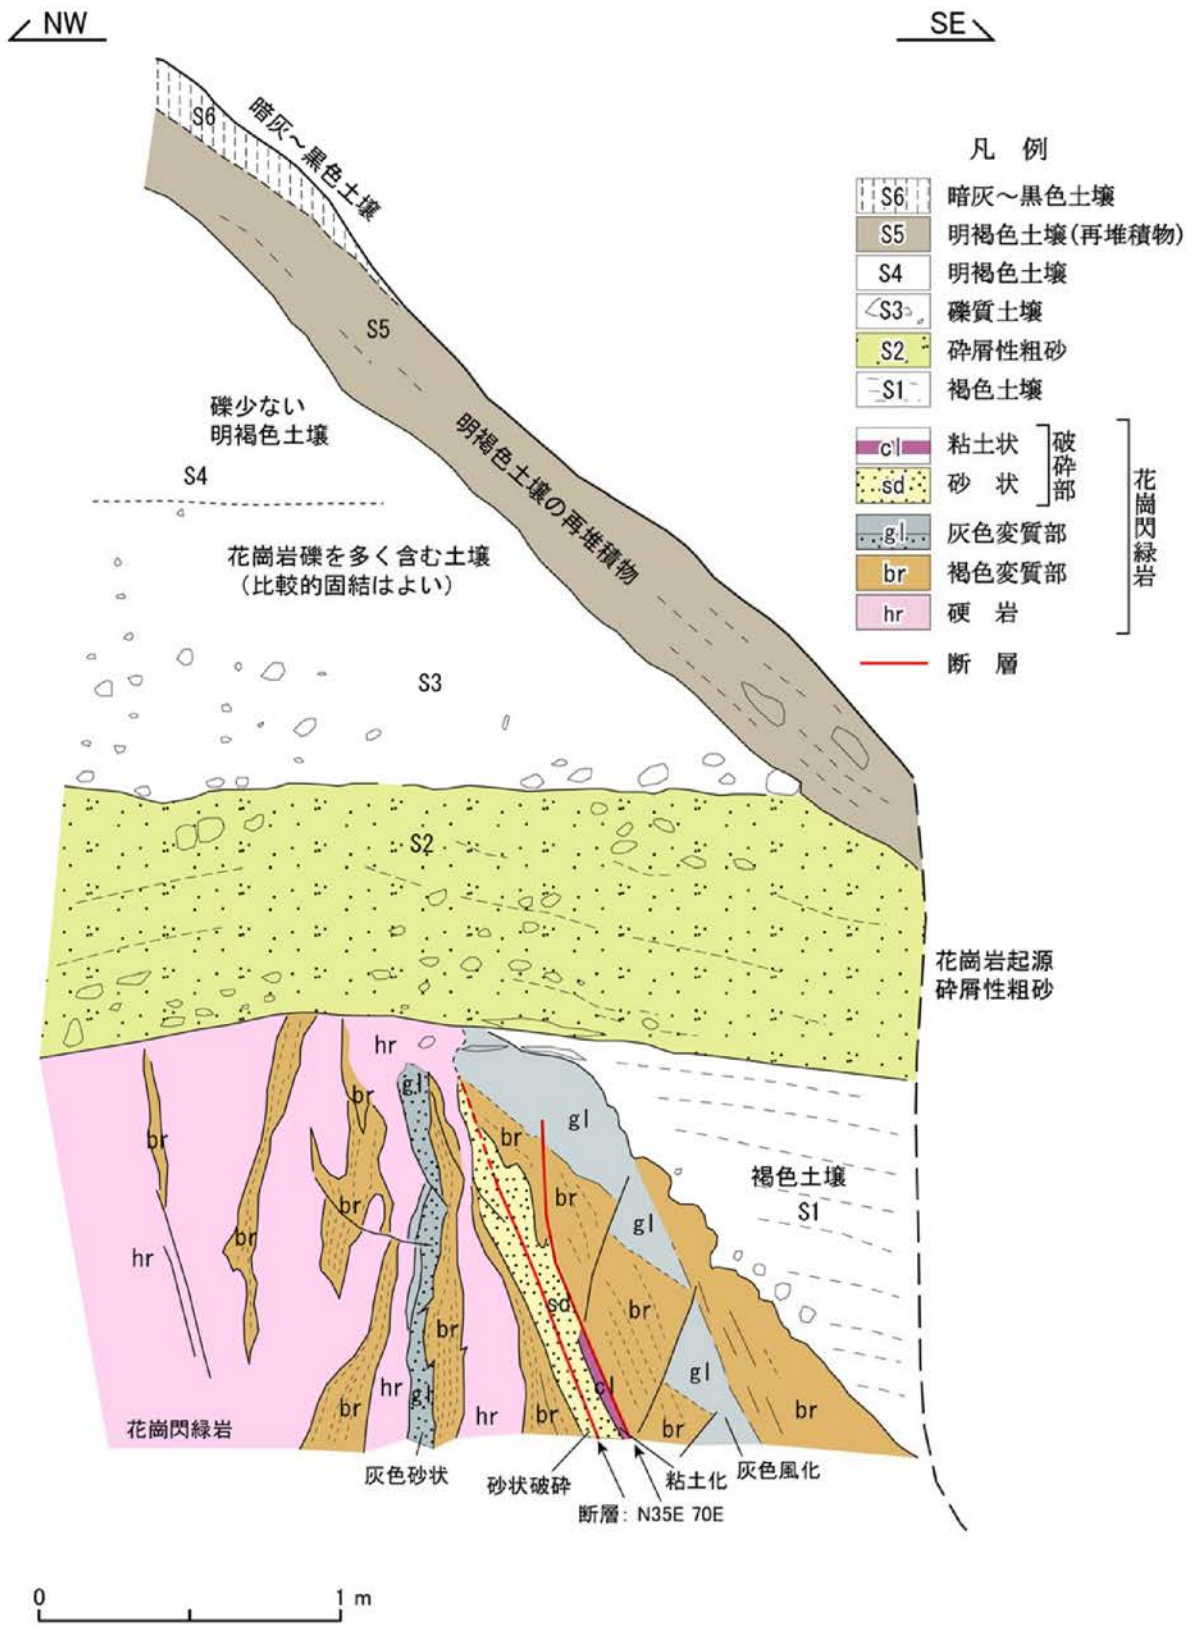 NW
SE
S6
暗灰～黒色土壌
S5
明褐色土壌の再堆積物
礫少ない
明褐色土壌
S4
花崗岩礫を多く含む土壌
（比較的固結はよい）
S3
S2
花崗岩起源
砕屑性粗砂
hr
gl
br
br
gl
br
br
褐色土壌
S1
br
gl
br
hr
sd
br
br
gl
cl
hr
gl
br
hr
br
br
br
花崗閃緑岩
灰色砂状
砂状破砕
粘土化
灰色風化
断層: N35E 70E
0
1 m
凡 例
S6 暗灰～黒色土壌
S5 明褐色土壌(再堆積物)
S4 明褐色土壌
S3 礫質土壌
S2 砕屑性粗砂
S1 褐色土壌
cl 粘土状
sd 砂 状
破砕部
gl 灰色変質部
br 褐色変質部
hr 硬 岩
花崗閃緑岩
断 層